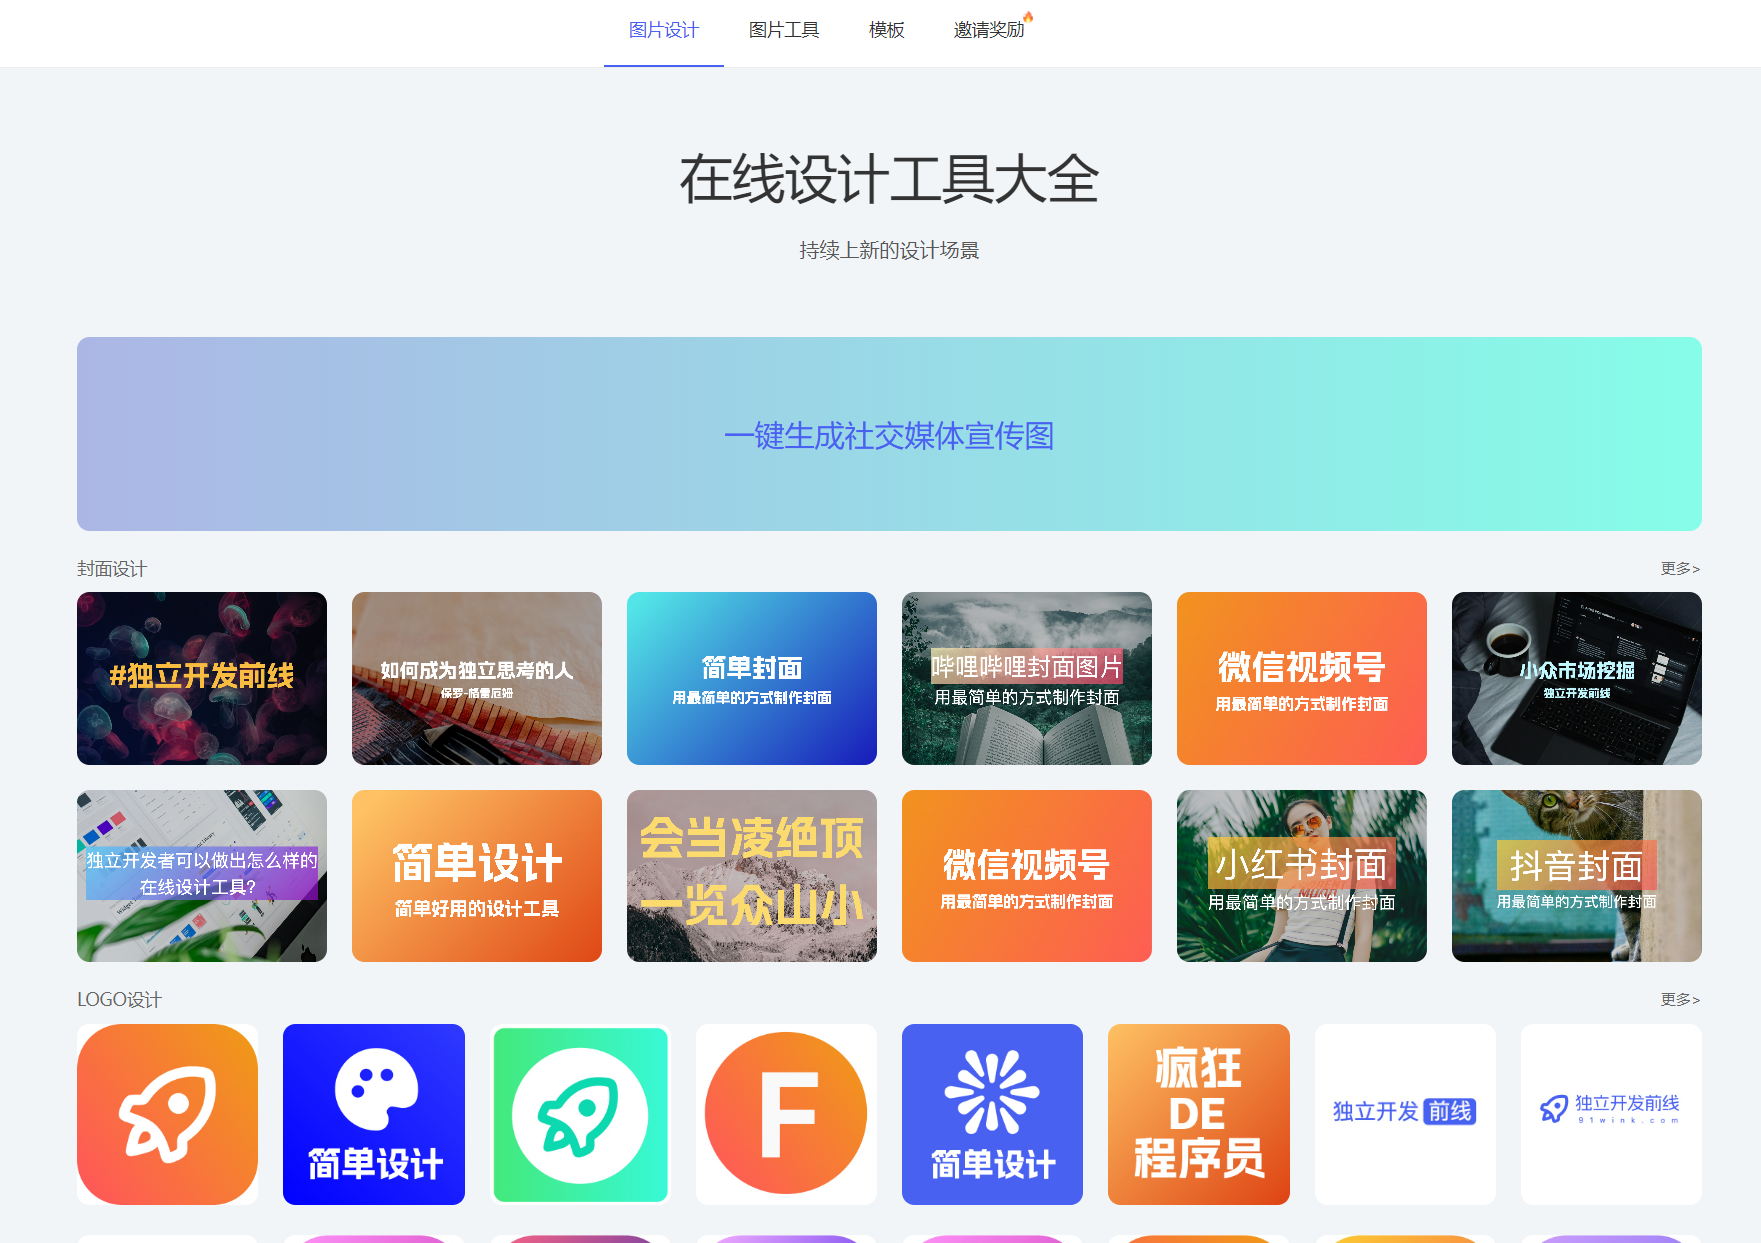 图片设计
图片工具
模板
邀请奖励
在线设计工具大全
持续上新的设计场景
一键生成社交媒体宣传图
封面设计
更多>
#独立开发前线
如何成为独立思考的人
保罗-格雷厄姆
简单封面
用最简单的方式制作封面
哔哩哔哩封面图片
用最简单的方式制作封面
微信视频号
用最简单的方式制作封面
小众市场挖掘
独立开发前线
独立开发者可以做出怎么样的
在线设计工具?
简单设计
简单好用的设计工具
会当凌绝顶
一览众山小
微信视频号
用最简单的方式制作封面
小红书封面
用最简单的方式制作封面
抖音封面
用最简单的方式制作封面
LOGO设计
更多>
简单设计
F
简单设计
疯狂
DE
程序员
独立开发 前线
独立开发前线
91wink.com